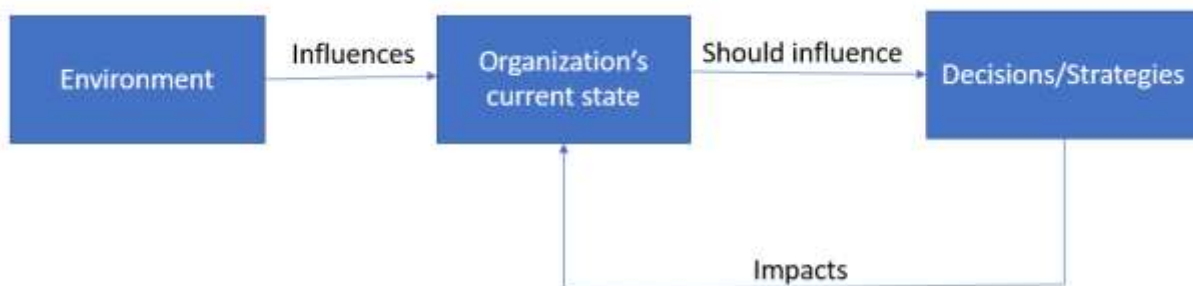 Environment
Influences
Organization's
current state
Should influence
Decisions/Strategies
Impacts